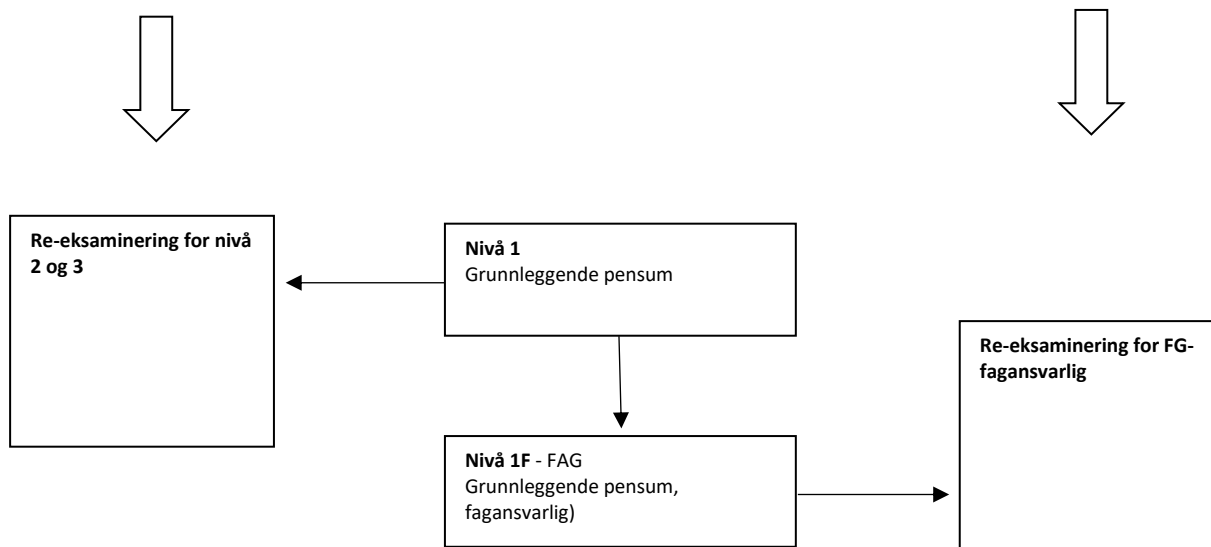 Re-eksaminering for nivå
2 og 3
Nivå 1
Grunnleggende pensum
Re-eksaminering for FG-
fagansvarlig
Nivå 1F - FAG
Grunnleggende pensum,
fagansvarlig)